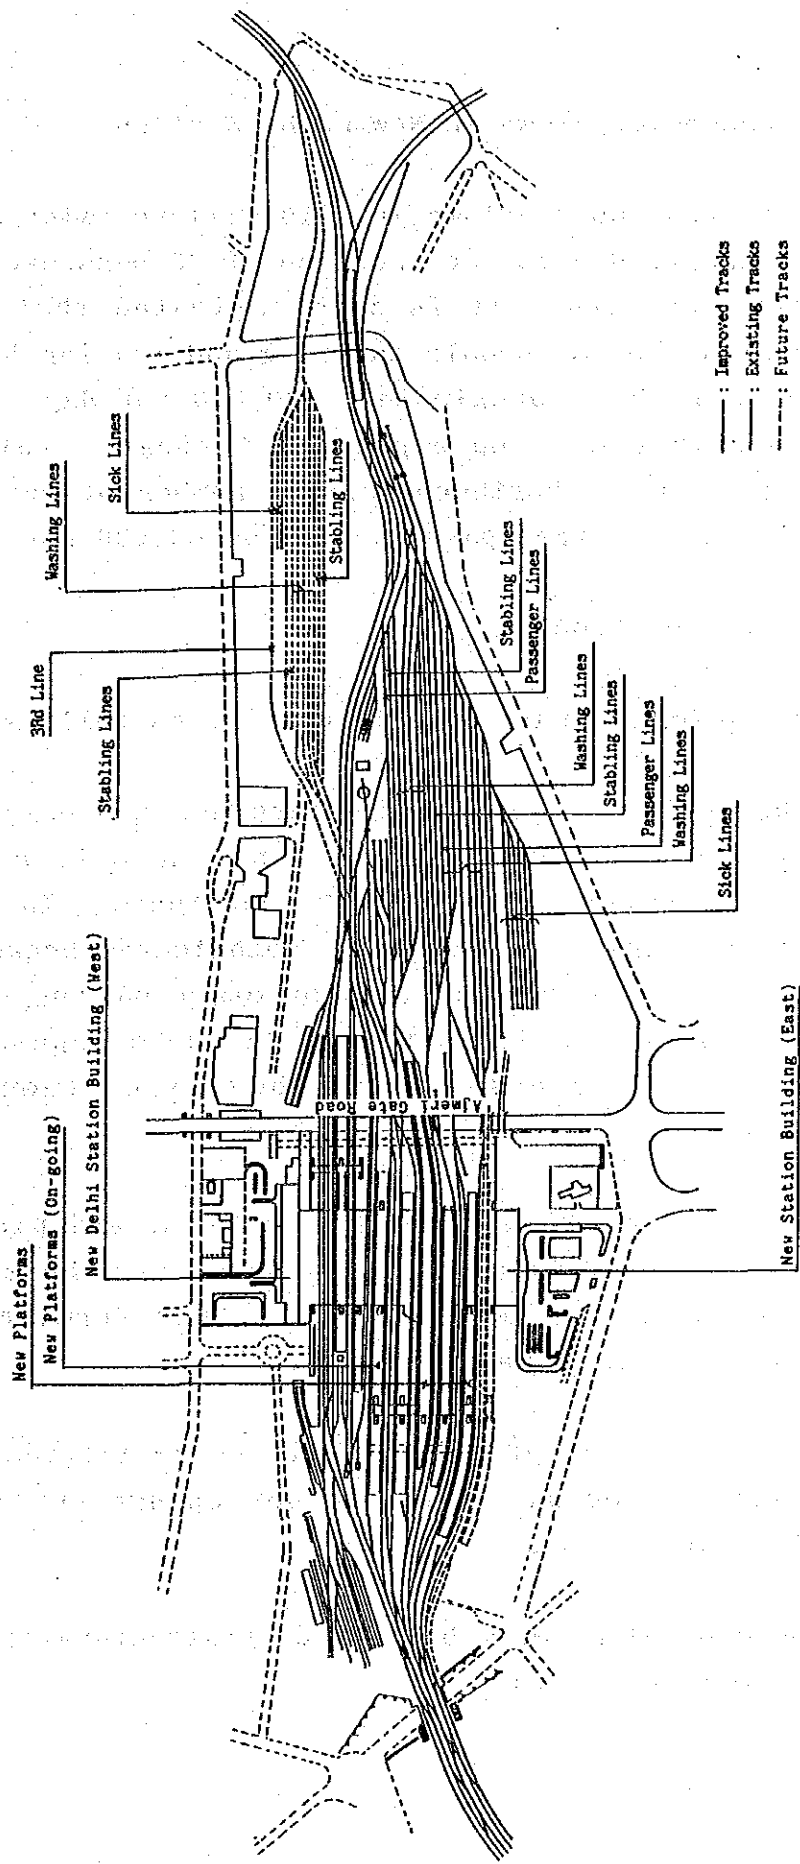 New Platforms
New Platforms (On-going)
New Delhi Station Building (West)
Stabling Lines
3Rd Line
Washing Lines
Sick Lines
Stabling Lines
Ajmeri Gate Road
Stabling Lines
Passenger Lines
Washing Lines
Stabling Lines
Passenger Lines
Washing Lines
Sick Lines
New Station Building (East)
——— : Improved Tracks
——— : Existing Tracks
---- : Future Tracks